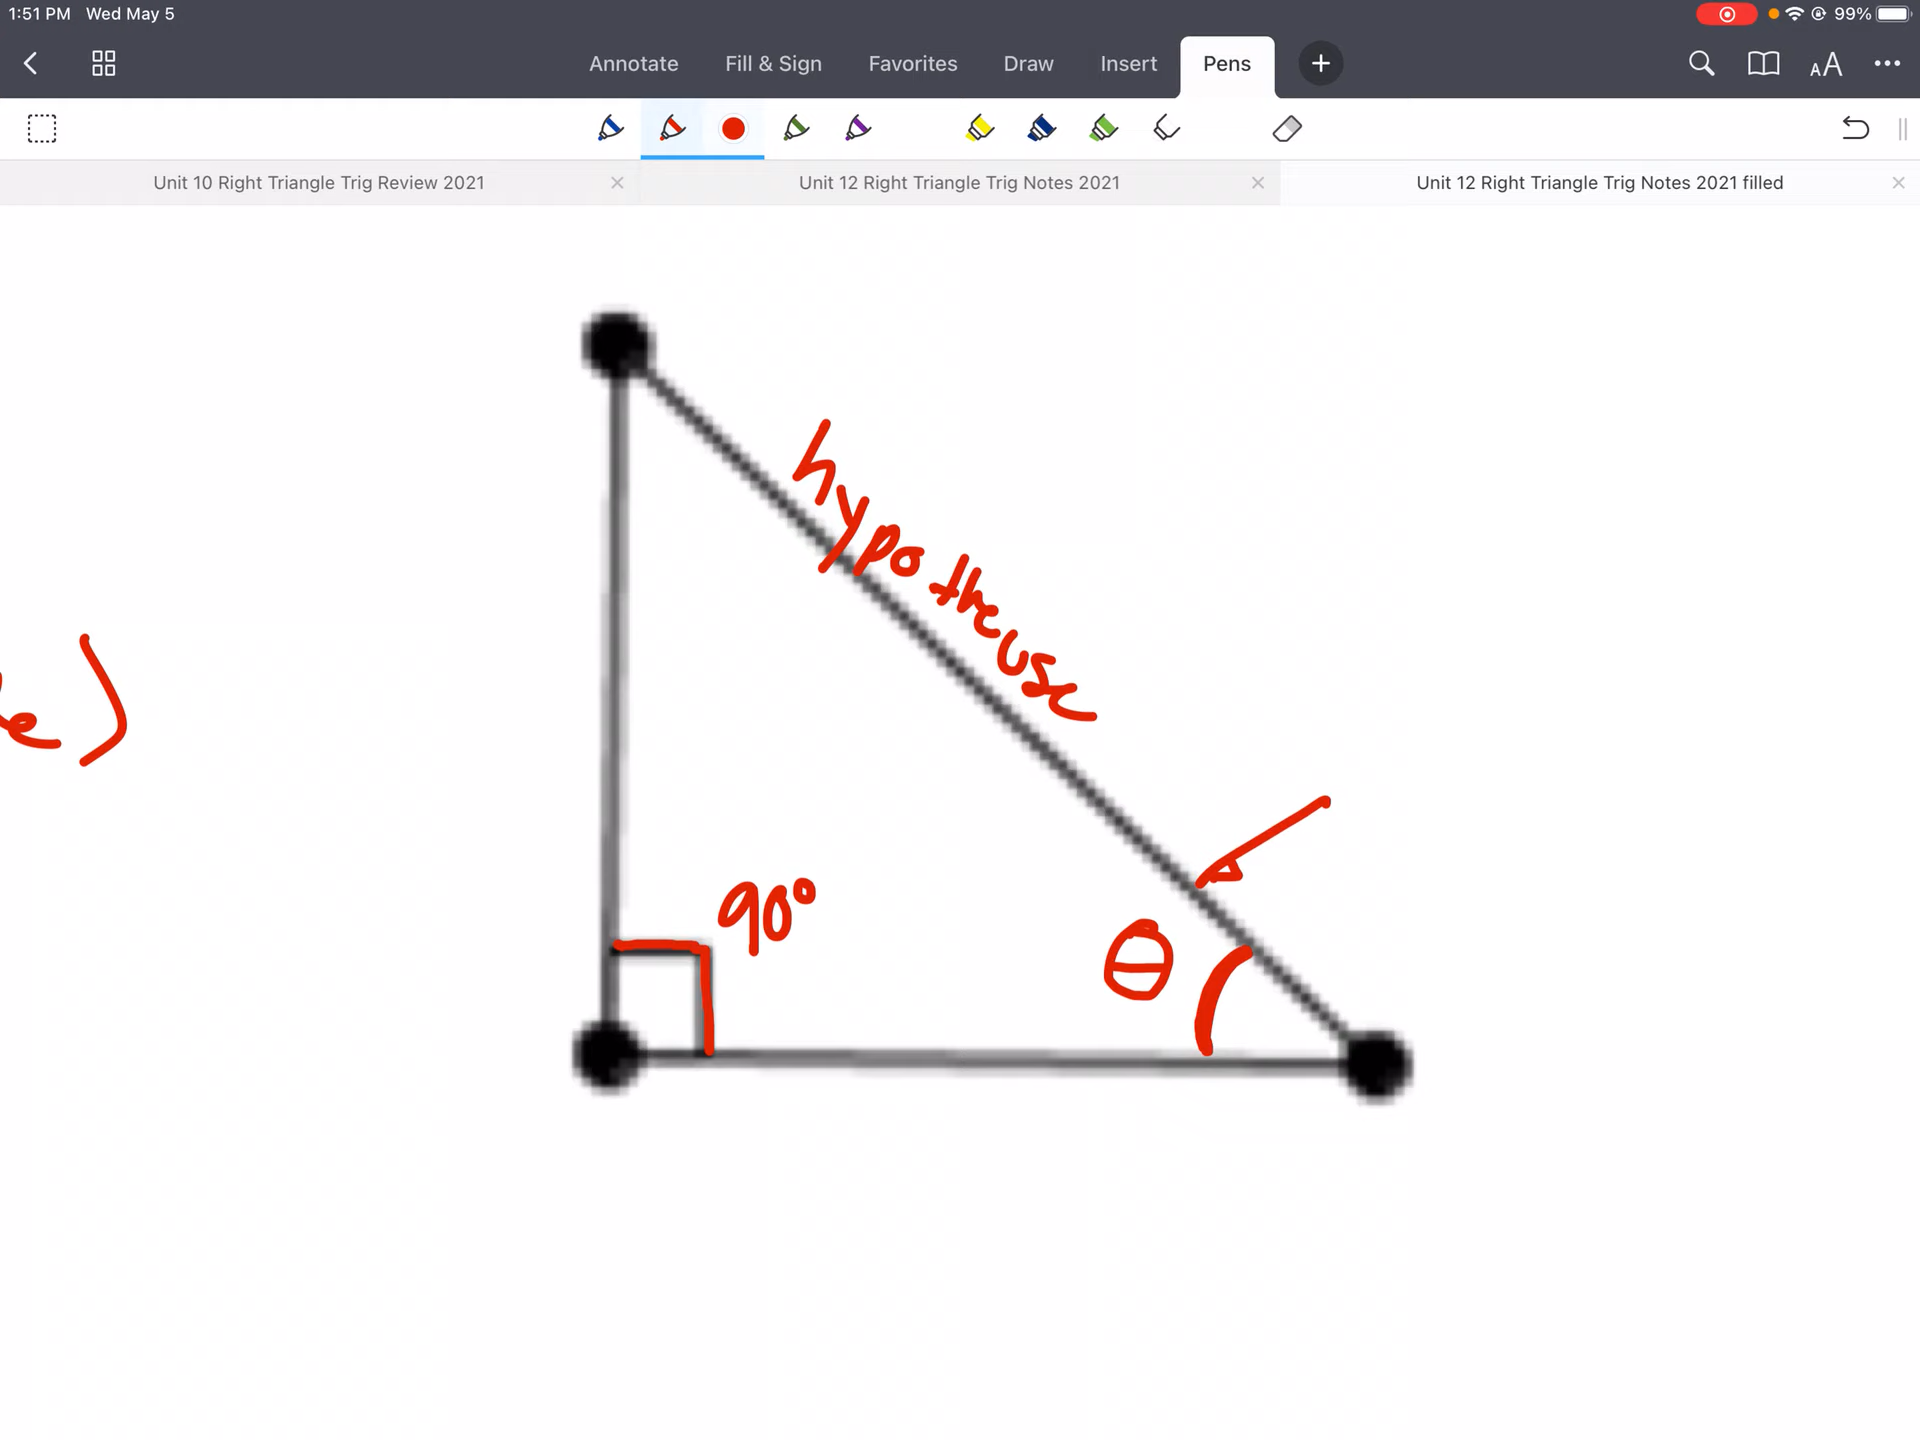 1:51 PM Wed May 5
99%
Annotate Fill & Sign Favorites Draw Insert Pens
AA
Unit 10 Right Triangle Trig Review 2021
Unit 12 Right Triangle Trig Notes 2021
Unit 12 Right Triangle Trig Notes 2021 filled
hypotheuse
e)
90°
θ